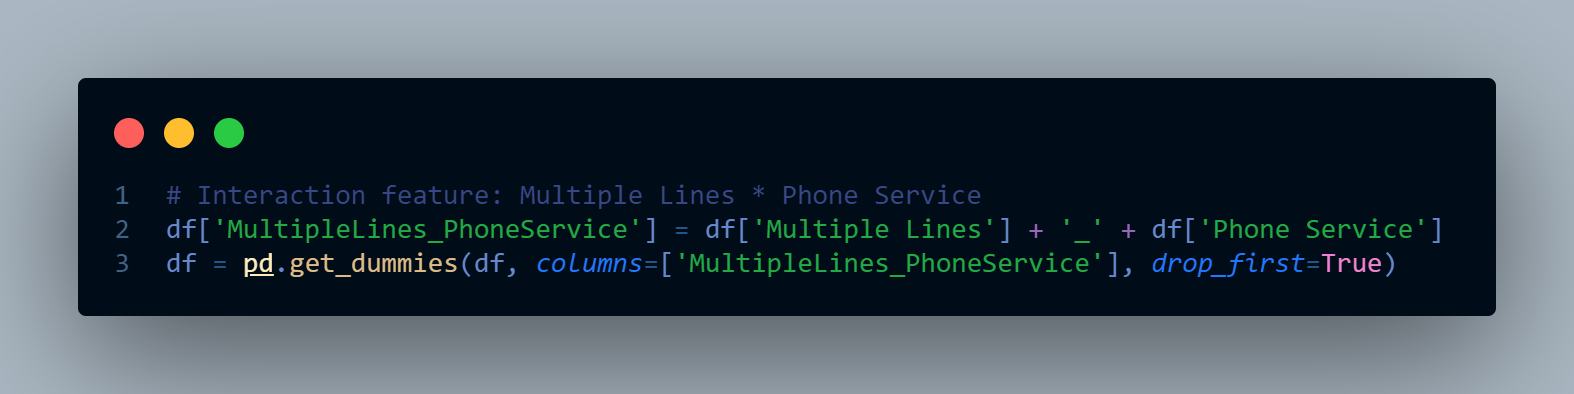 1 # Interaction feature: Multiple Lines * Phone Service
2 df['MultipleLines_PhoneService'] = df['Multiple Lines'] + '_' + df['Phone Service']
3 df = pd.get_dummies(df, columns=['MultipleLines_PhoneService'], drop_first=True)